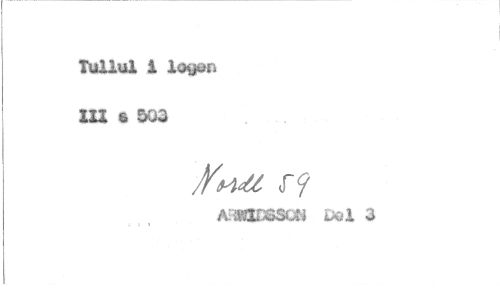 Tullul i logen
III s 503
Nordl 59
ARWIDSSON Del 3